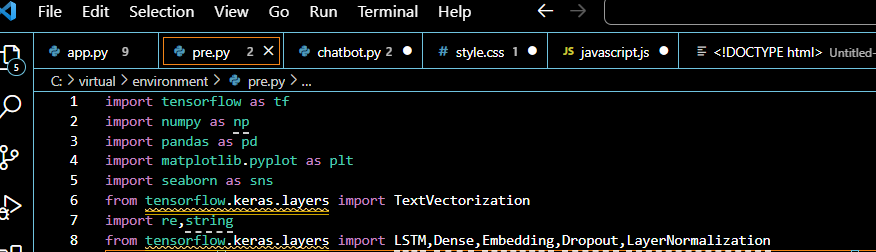 File Edit Selection View Go Run Terminal Help
app.py 9 pre.py 2 chatbot.py 2 style.css 1 JS javascript.js <!DOCTYPE html> Untitled-
5
C: > virtual > environment > pre.py > ...
1 import tensorflow as tf
2 import numpy as np
3 import pandas as pd
4 import matplotlib.pyplot as plt
5 import seaborn as sns
6 from tensorflow.keras.layers import TextVectorization
7 import re,string
8 from tensorflow.keras.layers import LSTM,Dense,Embedding,Dropout,LayerNormalization